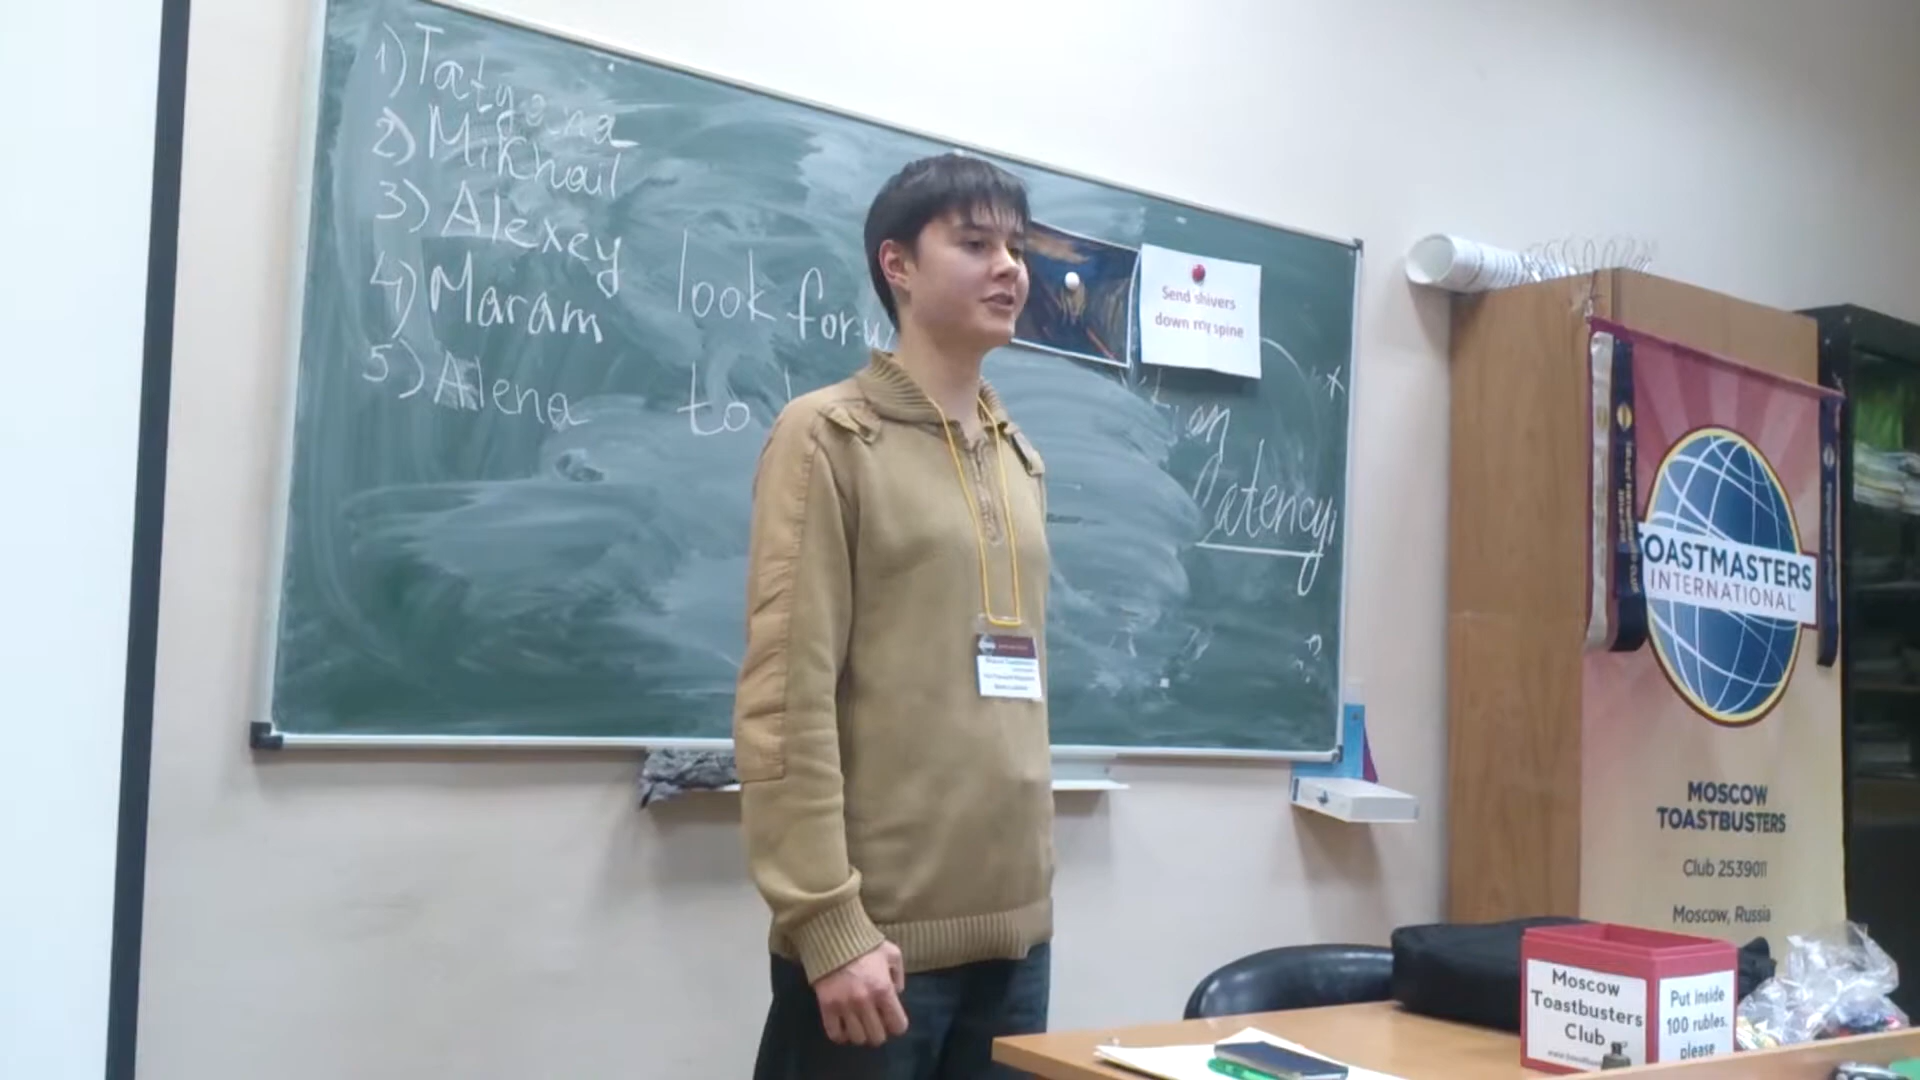 1) Tatyana
2) Mikhail
3) Alexey
4) Maram
5) Alena
look forw
to
atency
Send shivers
down my spine
TOASTMASTERS
INTERNATIONAL
MOSCOW
TOASTBUSTERS
Club 2539011
Moscow, Russia
Moscow
Toastbusters
Club
Put inside
100 rubles.
please